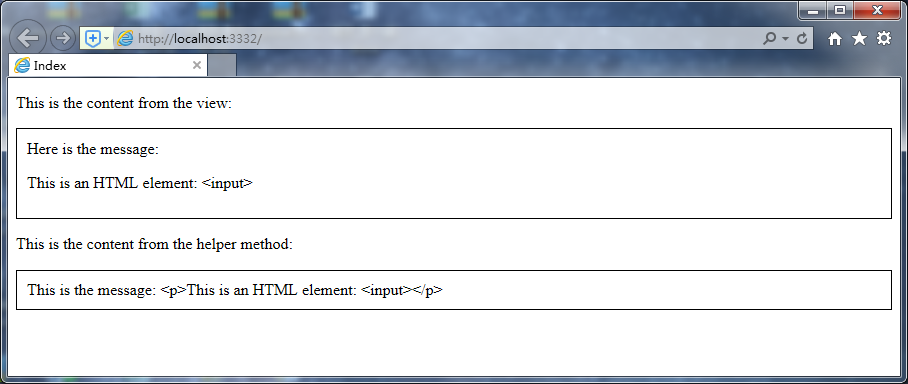 http://localhost:3332/
Index
This is the content from the view:
Here is the message:
This is an HTML element: <input>
This is the content from the helper method:
This is the message: <p>This is an HTML element: <input></p>